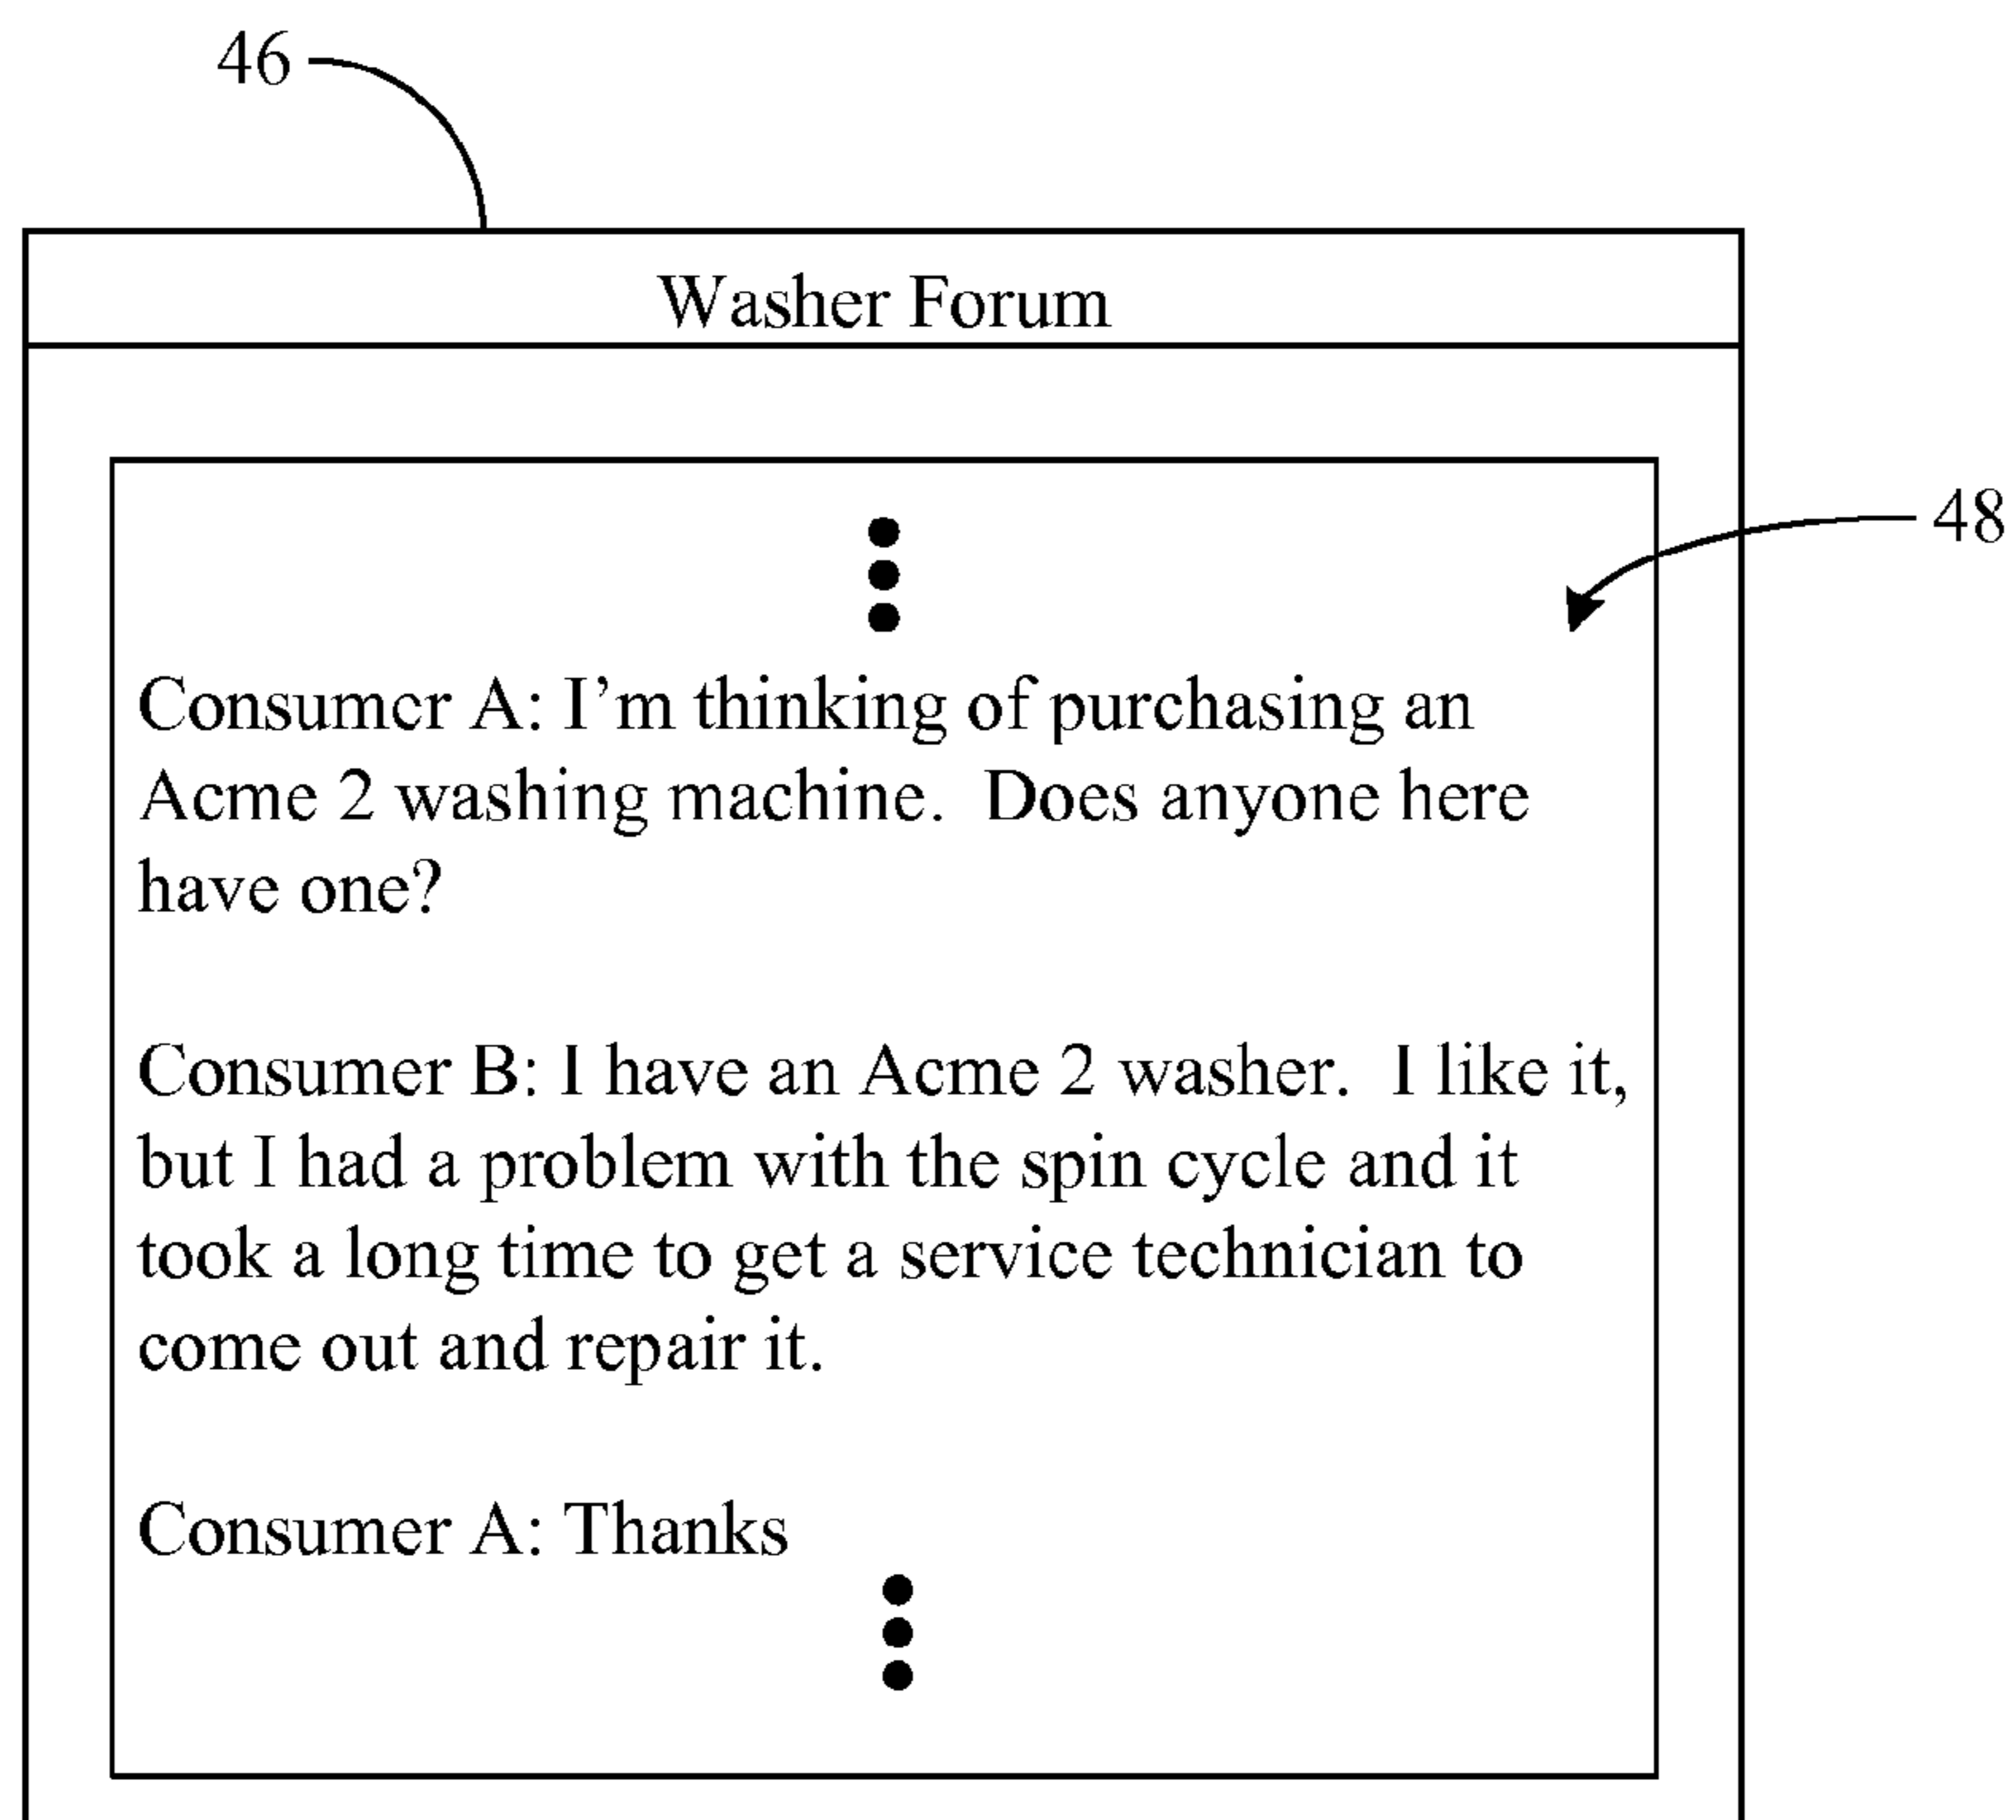 46
Washer Forum
48
Consumer A: I'm thinking of purchasing an
Acme 2 washing machine.  Does anyone here
have one?
Consumer B: I have an Acme 2 washer.  I like it,
but I had a problem with the spin cycle and it
took a long time to get a service technician to
come out and repair it.
Consumer A: Thanks